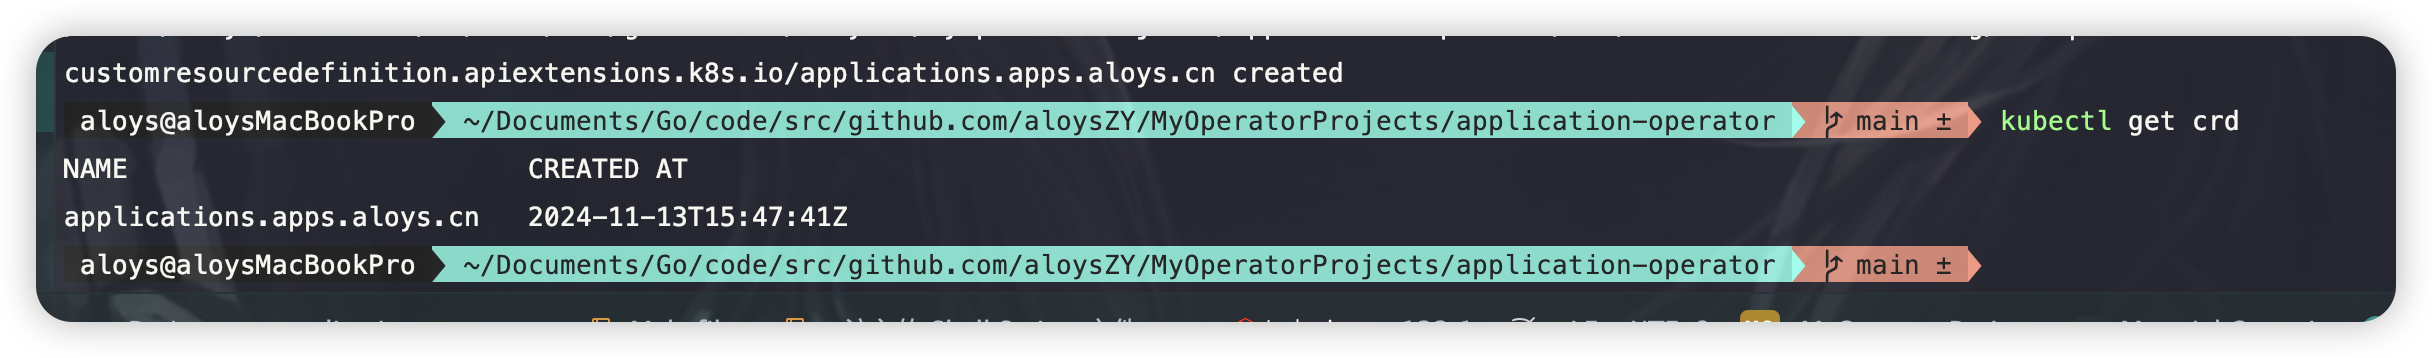 customresourcedefinition.apiextensions.k8s.io/applications.apps.aloys.cn created
aloys@aloysMacBookPro ~/Documents/Go/code/src/github.com/aloysZY/MyOperatorProjects/application-operator main ± kubectl get crd
NAME CREATED AT
applications.apps.aloys.cn 2024-11-13T15:47:41Z
aloys@aloysMacBookPro ~/Documents/Go/code/src/github.com/aloysZY/MyOperatorProjects/application-operator main ±